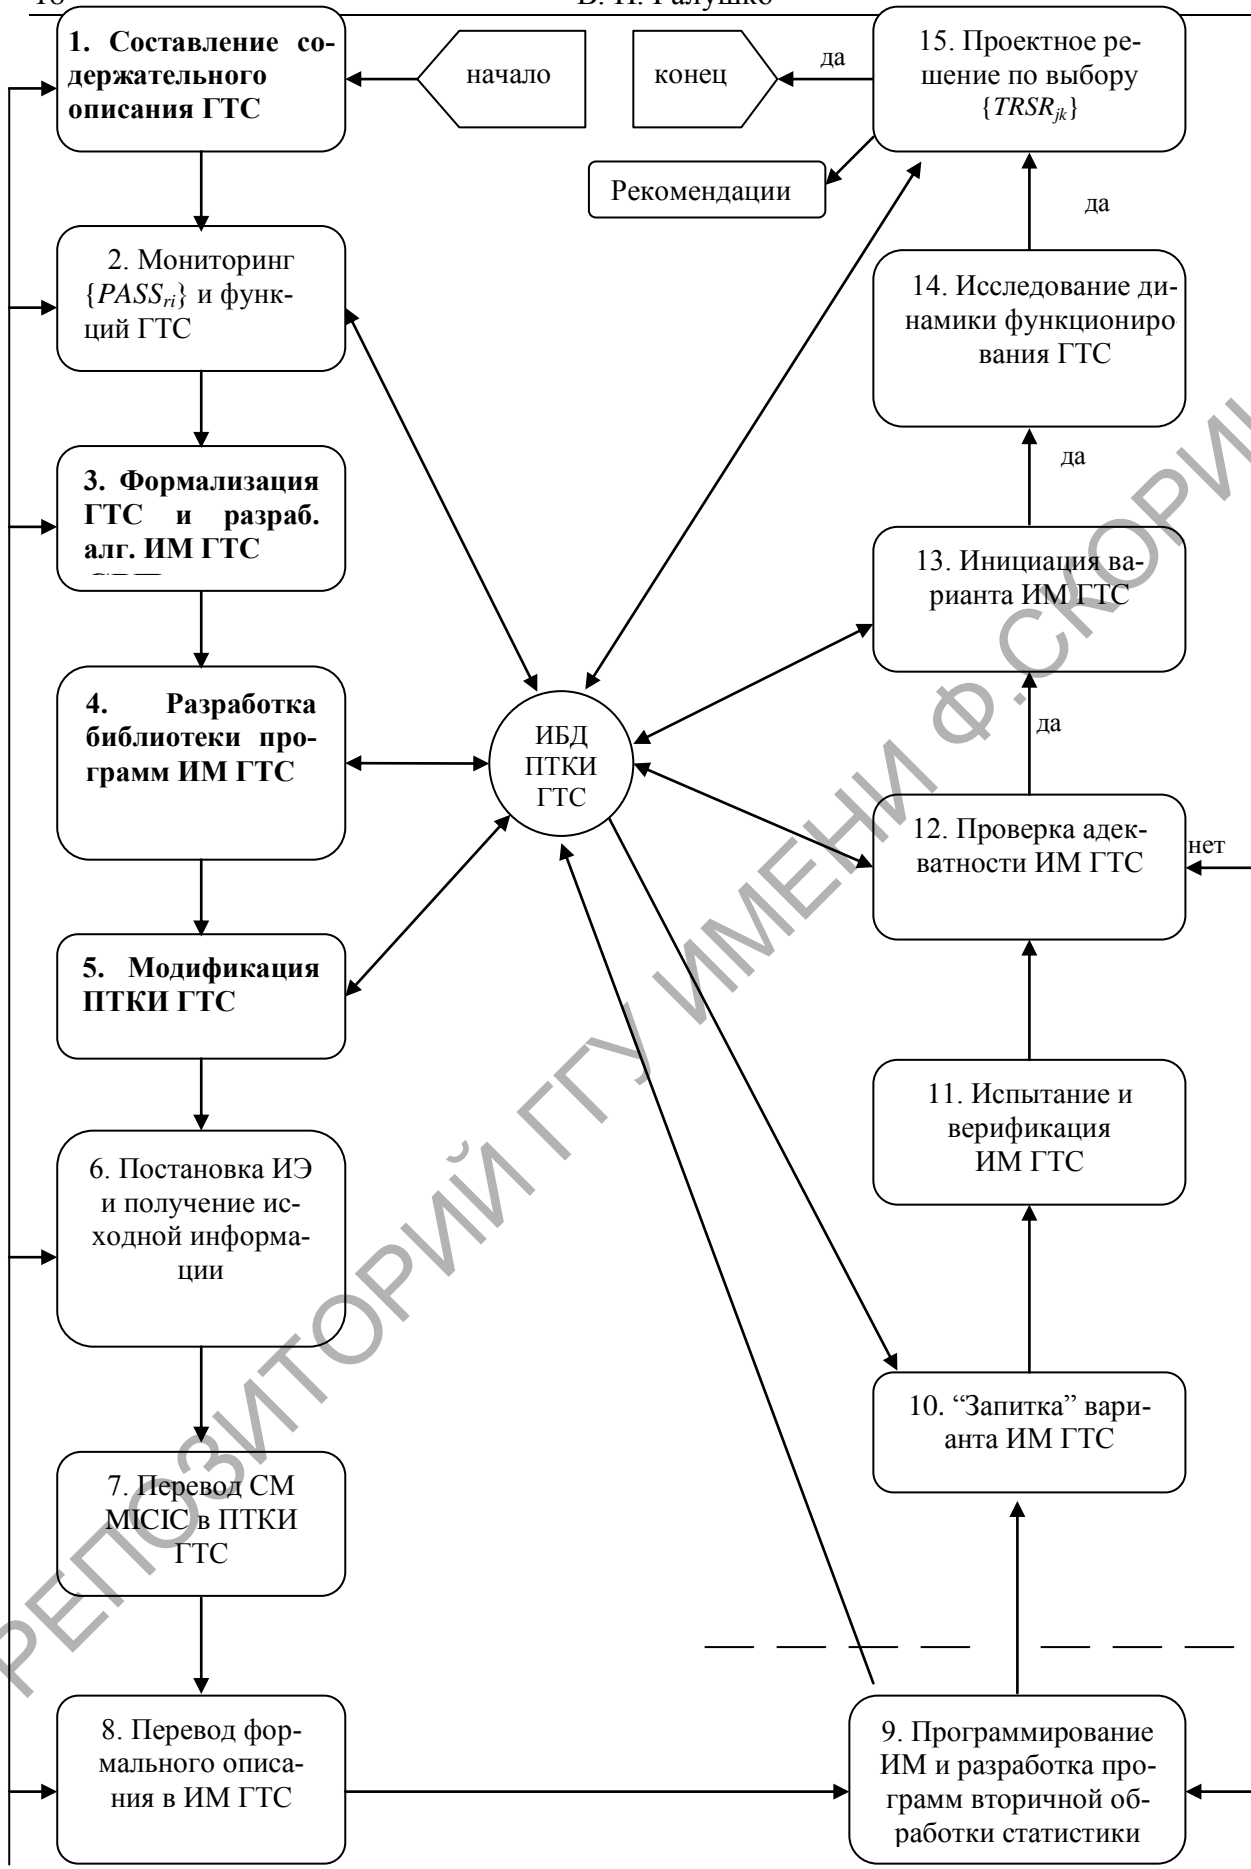 1. Составление со-
держательного
описания ГТС
начало
конец
да
15. Проектное ре-
шение по выбору
{TRSRjk}
Рекомендации
да
2. Мониторинг
{PASSri} и функ-
ций ГТС
14. Исследование ди-
намики функциониро
вания ГТС
да
3. Формализация
ГТС и разраб.
алг. ИМ ГТС
13. Инициация ва-
рианта ИМ ГТС
да
4. Разработка
библиотеки про-
грамм ИМ ГТС
ИБД
ПТКИ
ГТС
12. Проверка адек-
ватности ИМ ГТС
нет
5. Модификация
ПТКИ ГТС
11. Испытание и
верификация
ИМ ГТС
6. Постановка ИЭ
и получение ис-
ходной информа-
ции
10. “Запитка” вари-
анта ИМ ГТС
7. Перевод СМ
MICIC в ПТКИ
ГТС
8. Перевод фор-
мального описа-
ния в ИМ ГТС
9. Программирование
ИМ и разработка про-
грамм вторичной об-
работки статистики
РЕПОЗИТОРИЙ ГГУ ИМЕНИ Ф.СКОРИ